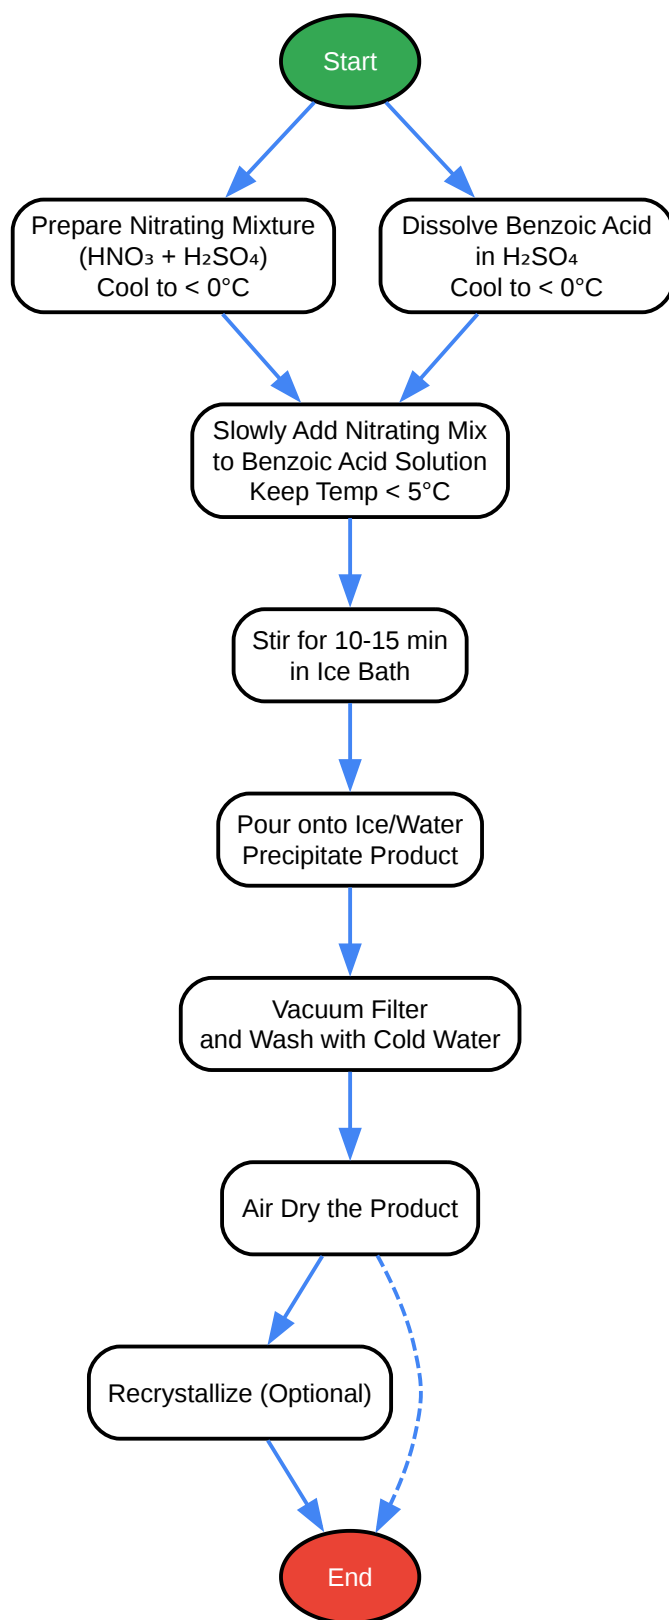 Start
Prepare Nitrating Mixture
(HNO₃ + H₂SO₄)
Cool to < 0°C
Dissolve Benzoic Acid
in H₂SO₄
Cool to < 0°C
Slowly Add Nitrating Mix
to Benzoic Acid Solution
Keep Temp < 5°C
Stir for 10-15 min
in Ice Bath
Pour onto Ice/Water
Precipitate Product
Vacuum Filter
and Wash with Cold Water
Air Dry the Product
Recrystallize (Optional)
End